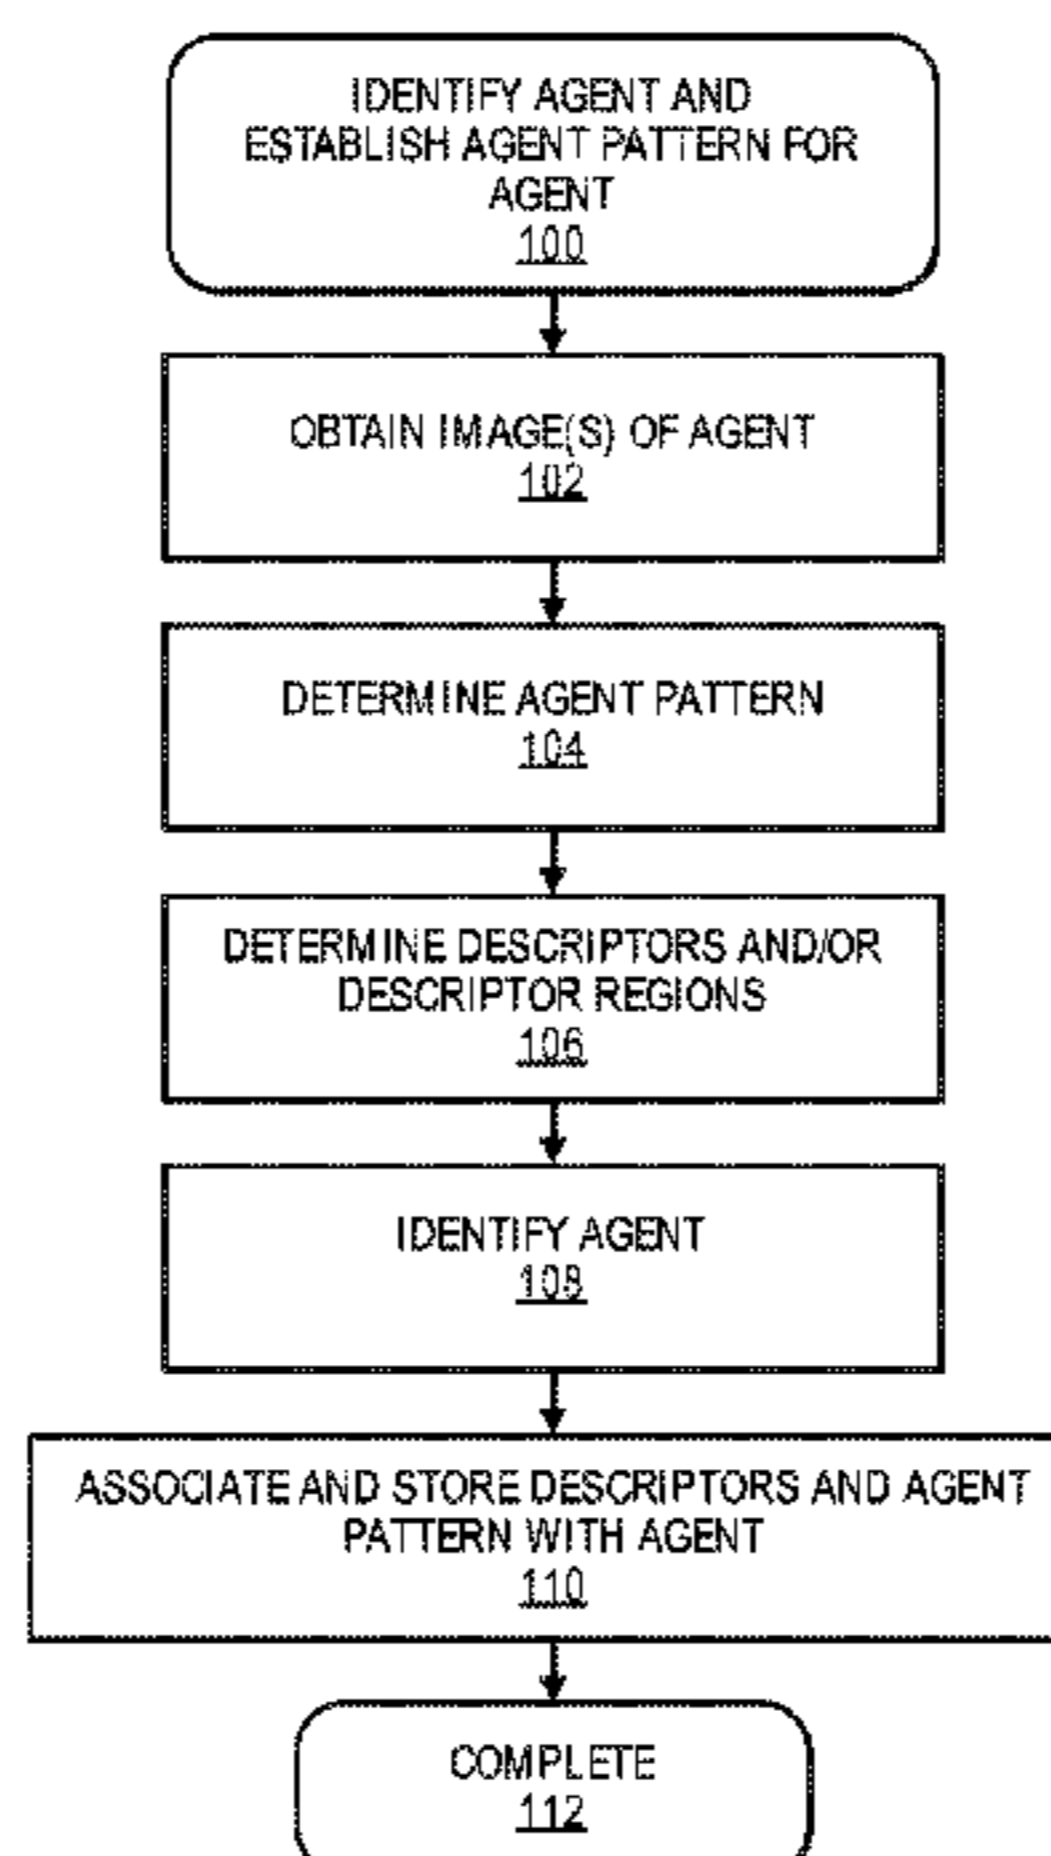 IDENTIFY AGENT AND
ESTABLISH AGENT PATTERN FOR
AGENT
100
OBTAIN IMAGE(S) OF AGENT
102
DETERMINE AGENT PATTERN
104
DETERMINE DESCRIPTORS AND/OR
DESCRIPTOR REGIONS
106
IDENTIFY AGENT
108
ASSOCIATE AND STORE DESCRIPTORS AND AGENT
PATTERN WITH AGENT
110
COMPLETE
112